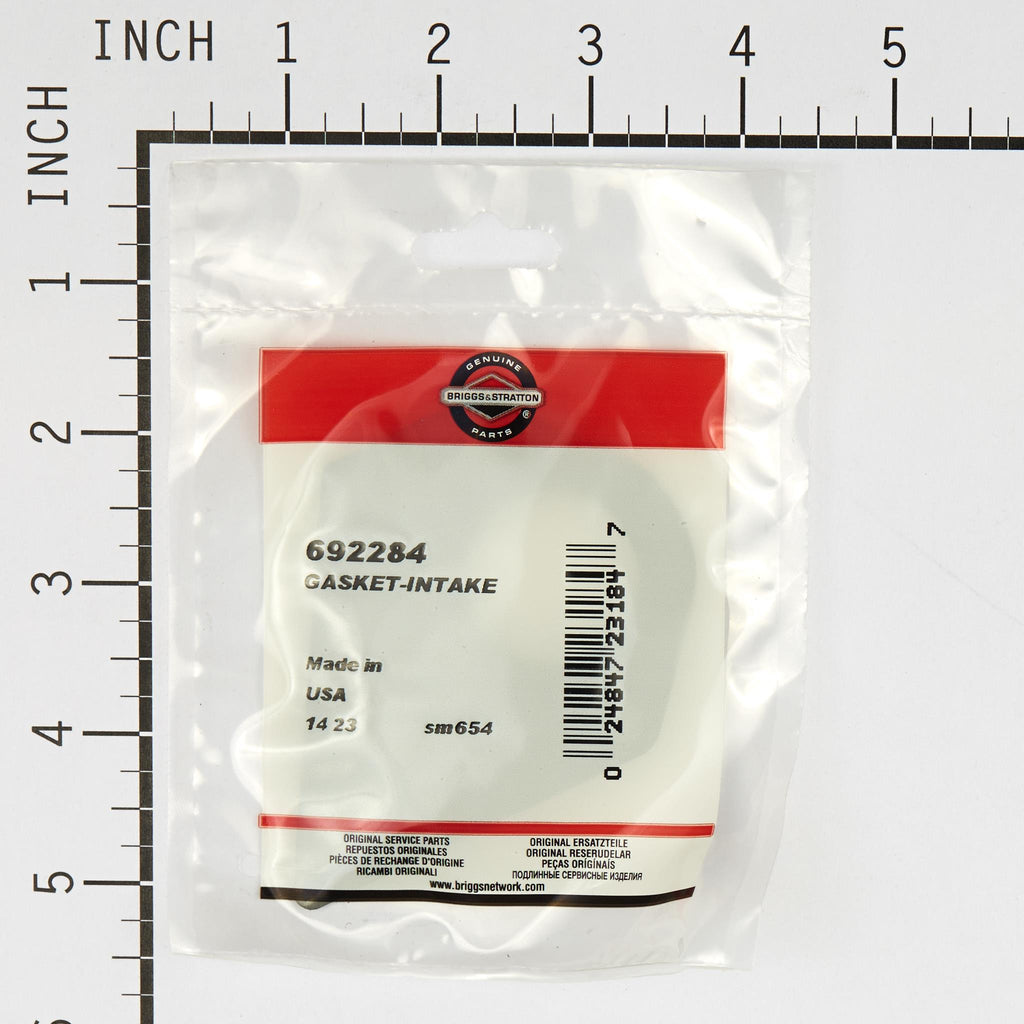 INCH 1 2 3 4 5
INCH 1 2 3 4 5
GENUINE
BRIGGS&STRATTON
®
PARTS
692284
GASKET-INTAKE
Made in
USA
14 23 sm654
0 24847 23184 7
ORIGINAL SERVICE PARTS
REPUESTOS ORIGINALES
PIÈCES DE RECHANGE D'ORIGINE
RICAMBI ORIGINALI
ORIGINAL ERSATZTEILE
ORIGINAL RESERUDELAR
PEÇAS ORIGÍNAIS
ПОДЛИННЫЕ СЕРВИСНЫЕ ИЗДЕЛИЯ
www.briggsnetwork.com